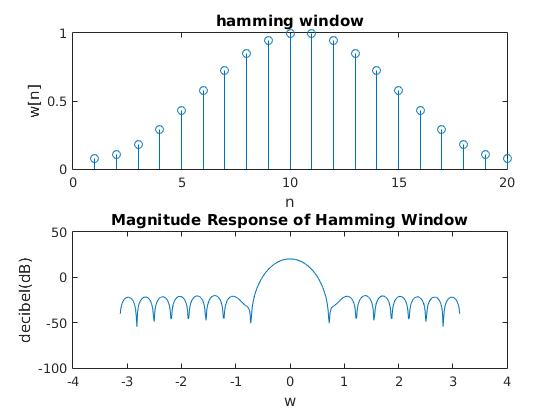 hamming window
1
0.5
0
w[n]
0 5 10 15 20
n
Magnitude Response of Hamming Window
50
0
-50
-100
decibel(dB)
-4 -3 -2 -1 0 1 2 3 4
w